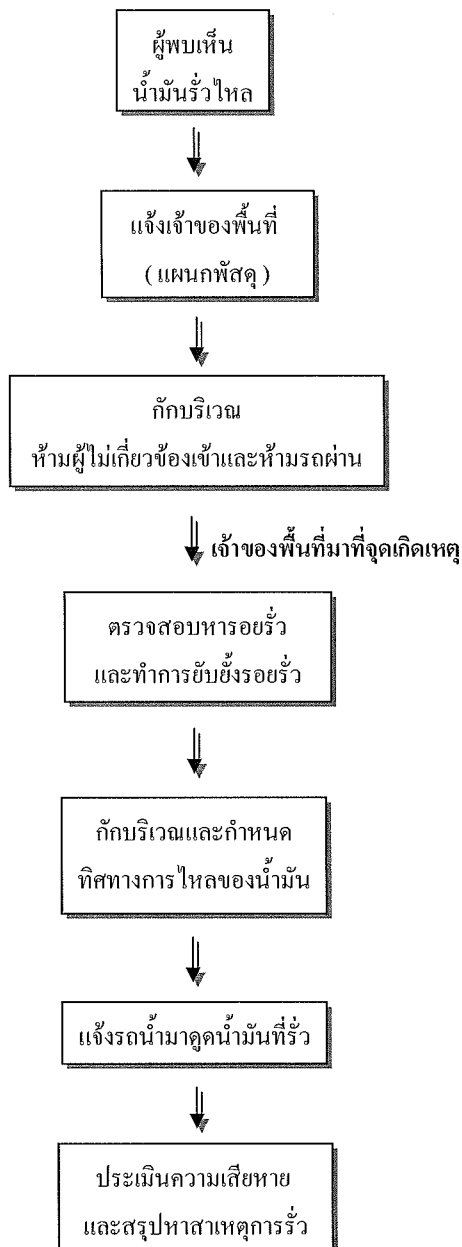 ผู้พบเห็น
น้ำมันรั่วไหล
แจ้งเจ้าของพื้นที่
( แผนกพัสดุ )
กักบริเวณ
ห้ามผู้ไม่เกี่ยวข้องเข้าและห้ามรถผ่าน
เจ้าของพื้นที่มาที่จุดเกิดเหตุ
ตรวจสอบหารอยรั่ว
และทำการยับยั้งรอยรั่ว
กักบริเวณและกำหนด
ทิศทางการไหลของน้ำมัน
แจ้งรถน้ำมาดูดน้ำมันที่รั่ว
ประเมินความเสียหาย
และสรุปหาสาเหตุการรั่ว